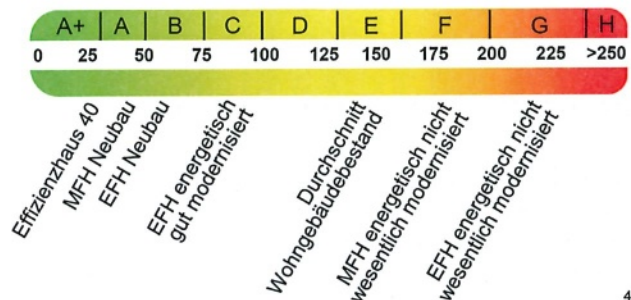 A+ A B C D E F G H
0 25 50 75 100 125 150 175 200 225 >250
Effizienzhaus 40
MFH Neubau
EFH Neubau
EFH energetisch
gut modernisiert
Durchschnitt
Wohngebäudebestand
MFH energetisch nicht
wesentlich modernisiert
EFH energetisch nicht
wesentlich modernisiert
4